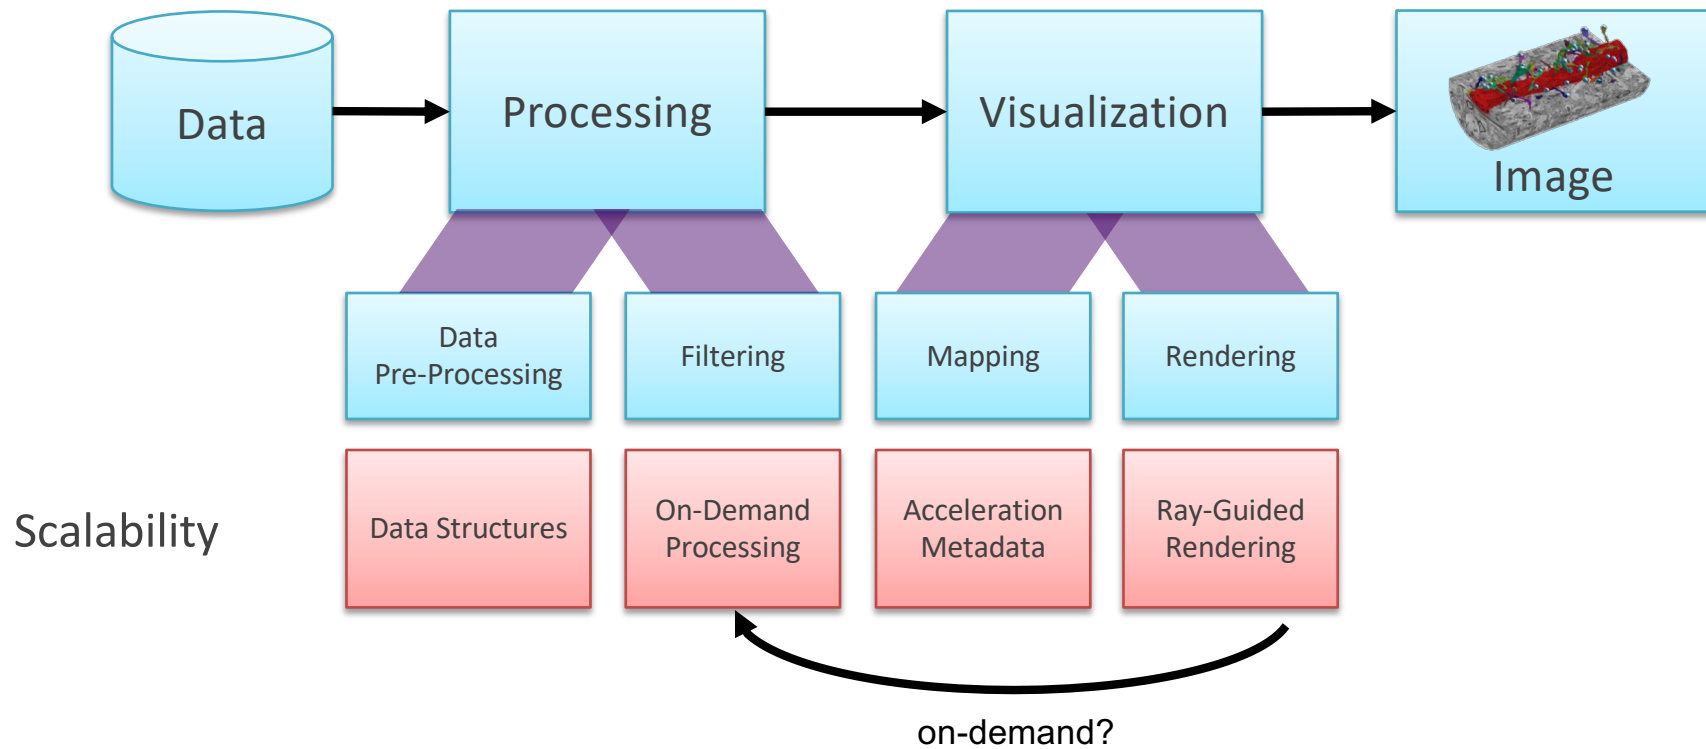 Data
Processing
Visualization
Image
Data
Pre-Processing
Filtering
Mapping
Rendering
Scalability
Data Structures
On-Demand
Processing
Acceleration
Metadata
Ray-Guided
Rendering
on-demand?